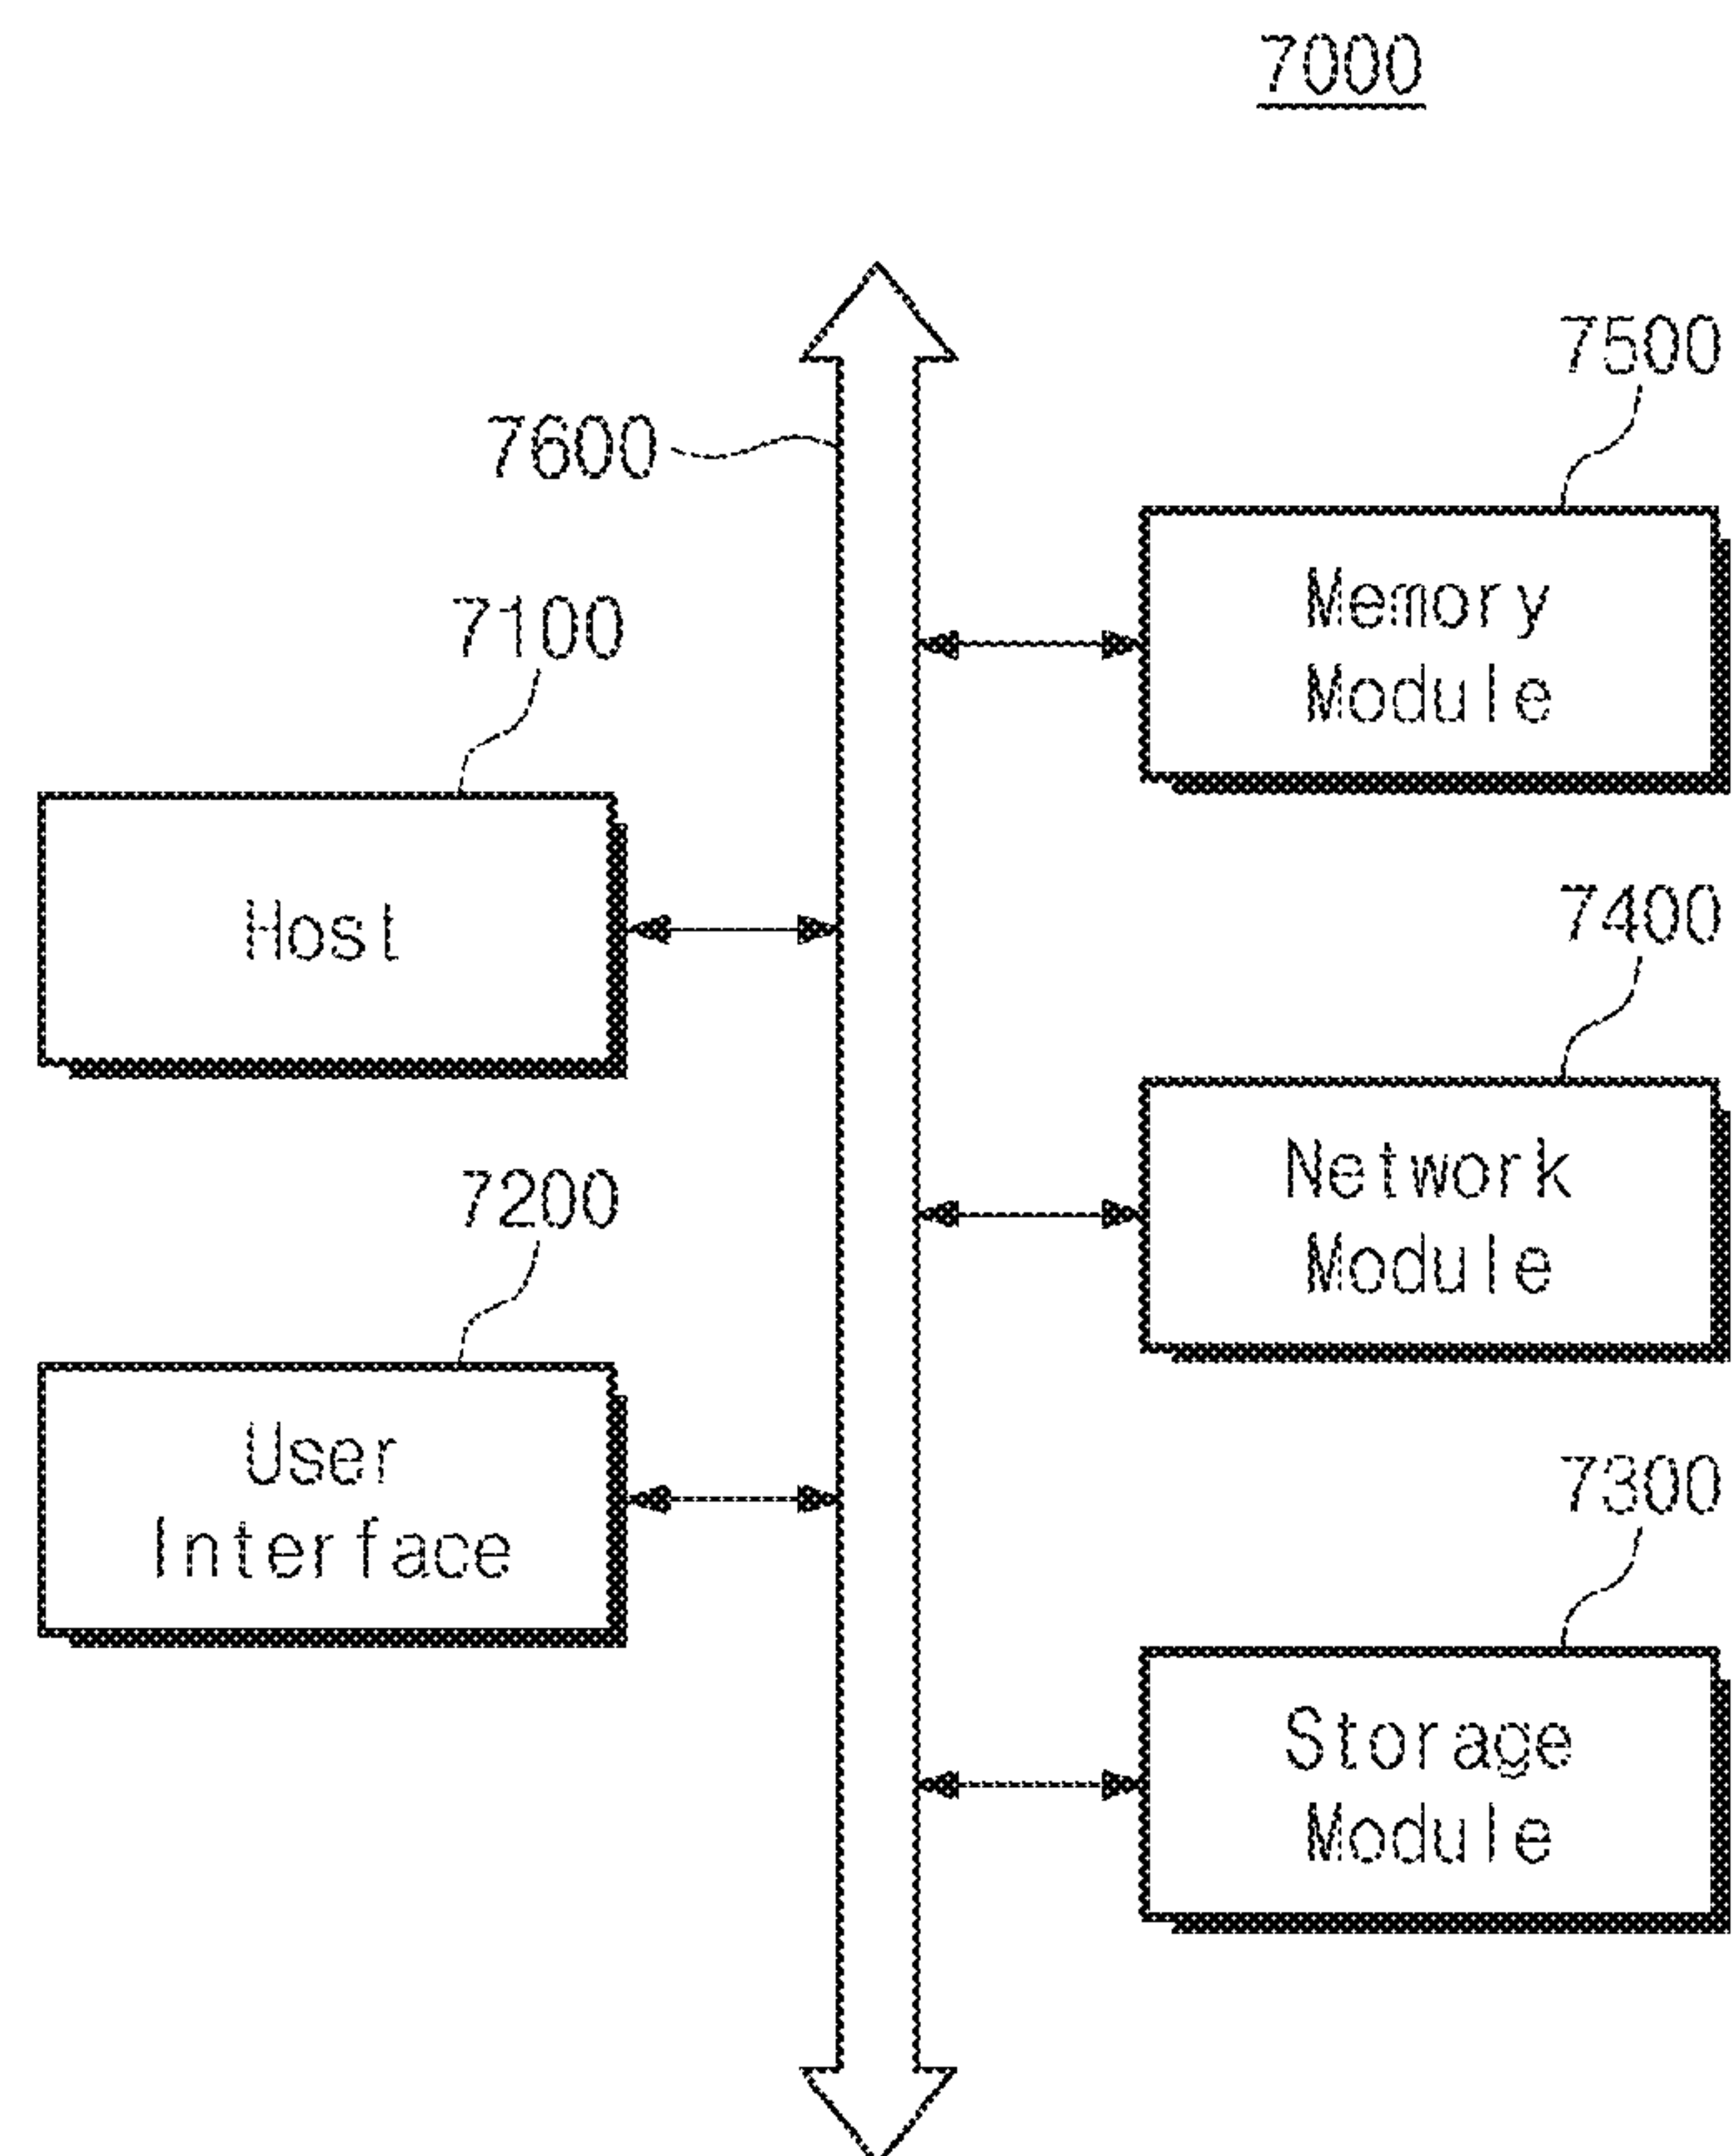 7000
7500
7600
Memory
Module
7100
Host
7400
Network
Module
7200
User
Interface
7300
Storage
Module